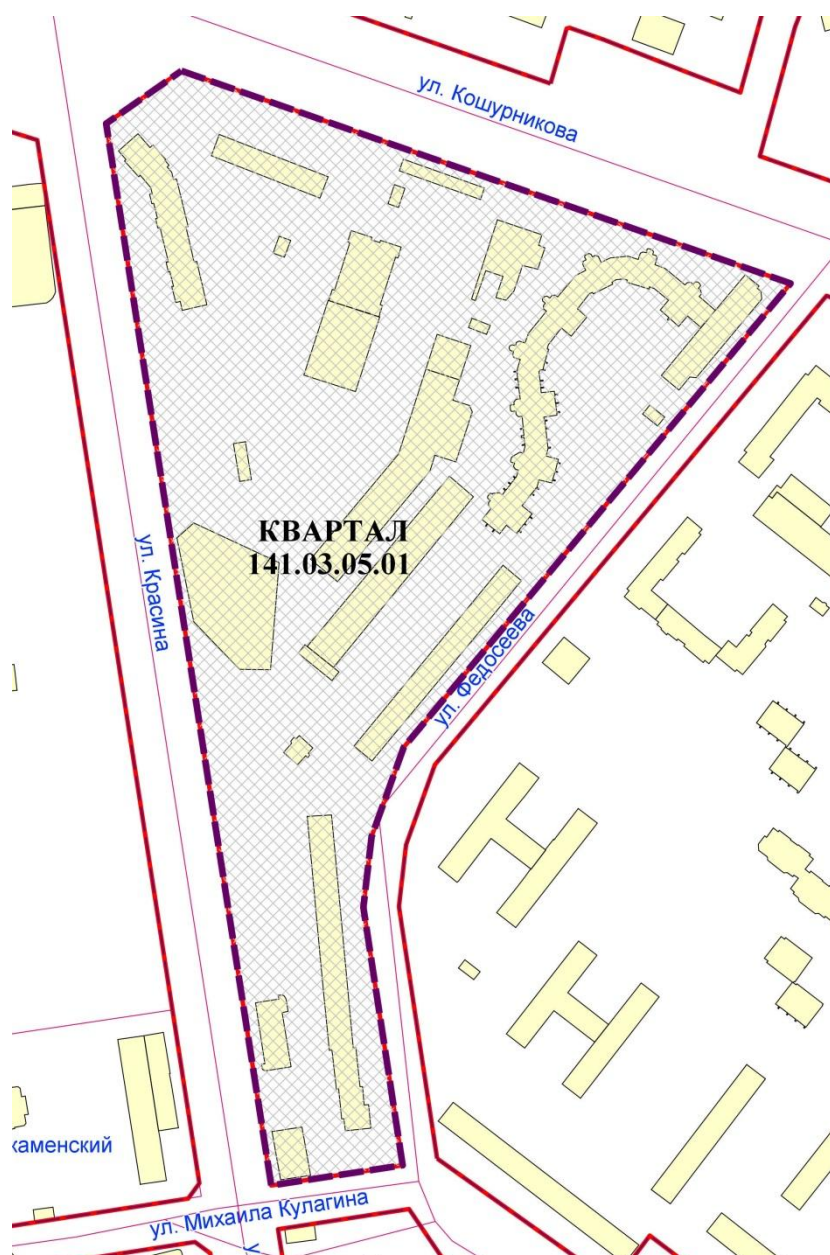 ул. Кошурникова
КВАРТАЛ
141.03.05.01
ул. Красина
ул. Федосеева
каменский
ул. Михаила Кулагина